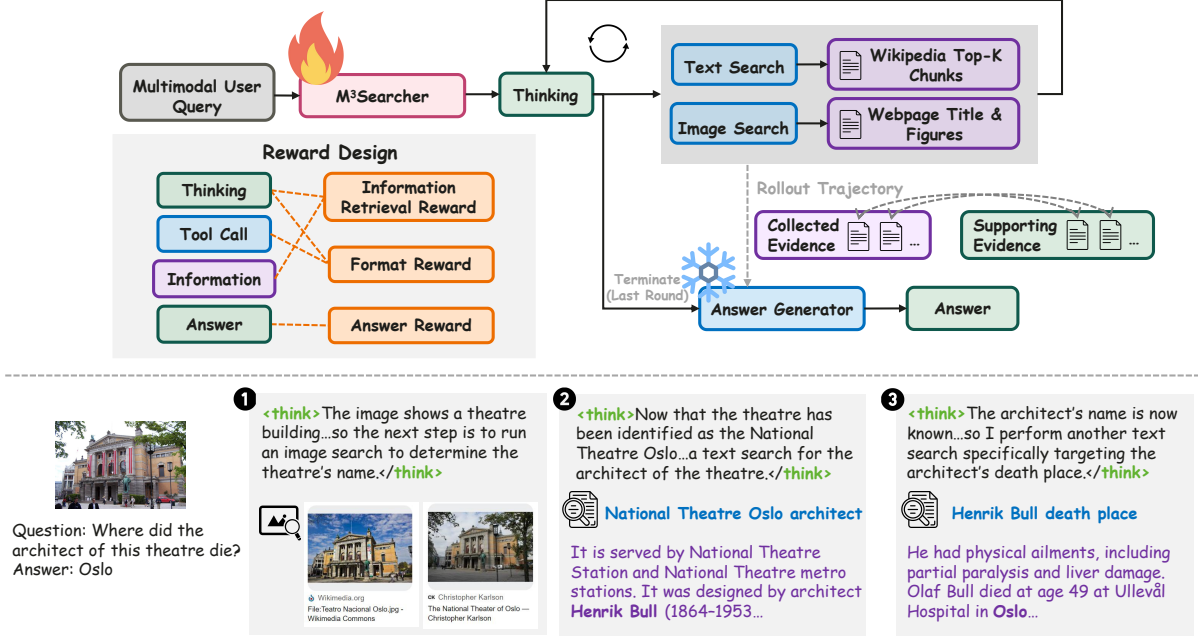 Multimodal User
Query
M³Searcher
Thinking
Text Search
Wikipedia Top-K
Chunks
Image Search
Webpage Title &
Figures
Reward Design
Thinking
Tool Call
Information
Answer
Information
Retrieval Reward
Format Reward
Answer Reward
Rollout Trajectory
Collected
Evidence
...
Supporting
Evidence
...
Terminate
(Last Round)
Answer Generator
Answer
Question: Where did the
architect of this theatre die?
Answer: Oslo
1
<think>The image shows a theatre
building...so the next step is to run
an image search to determine the
theatre's name.</think>
Wikimedia.org
File:Teatro Nacional Oslo.jpg -
Wikimedia Commons
CK Christopher Karlson
The National Theater of Oslo —
Christopher Karlson
2
<think>Now that the theatre has
been identified as the National
Theatre Oslo...a text search for the
architect of the theatre.</think>
National Theatre Oslo architect
It is served by National Theatre
Station and National Theatre metro
stations. It was designed by architect
Henrik Bull (1864–1953...
3
<think>The architect's name is now
known...so I perform another text
search specifically targeting the
architect's death place.</think>
Henrik Bull death place
He had physical ailments, including
partial paralysis and liver damage.
Olaf Bull died at age 49 at Ullevål
Hospital in Oslo...